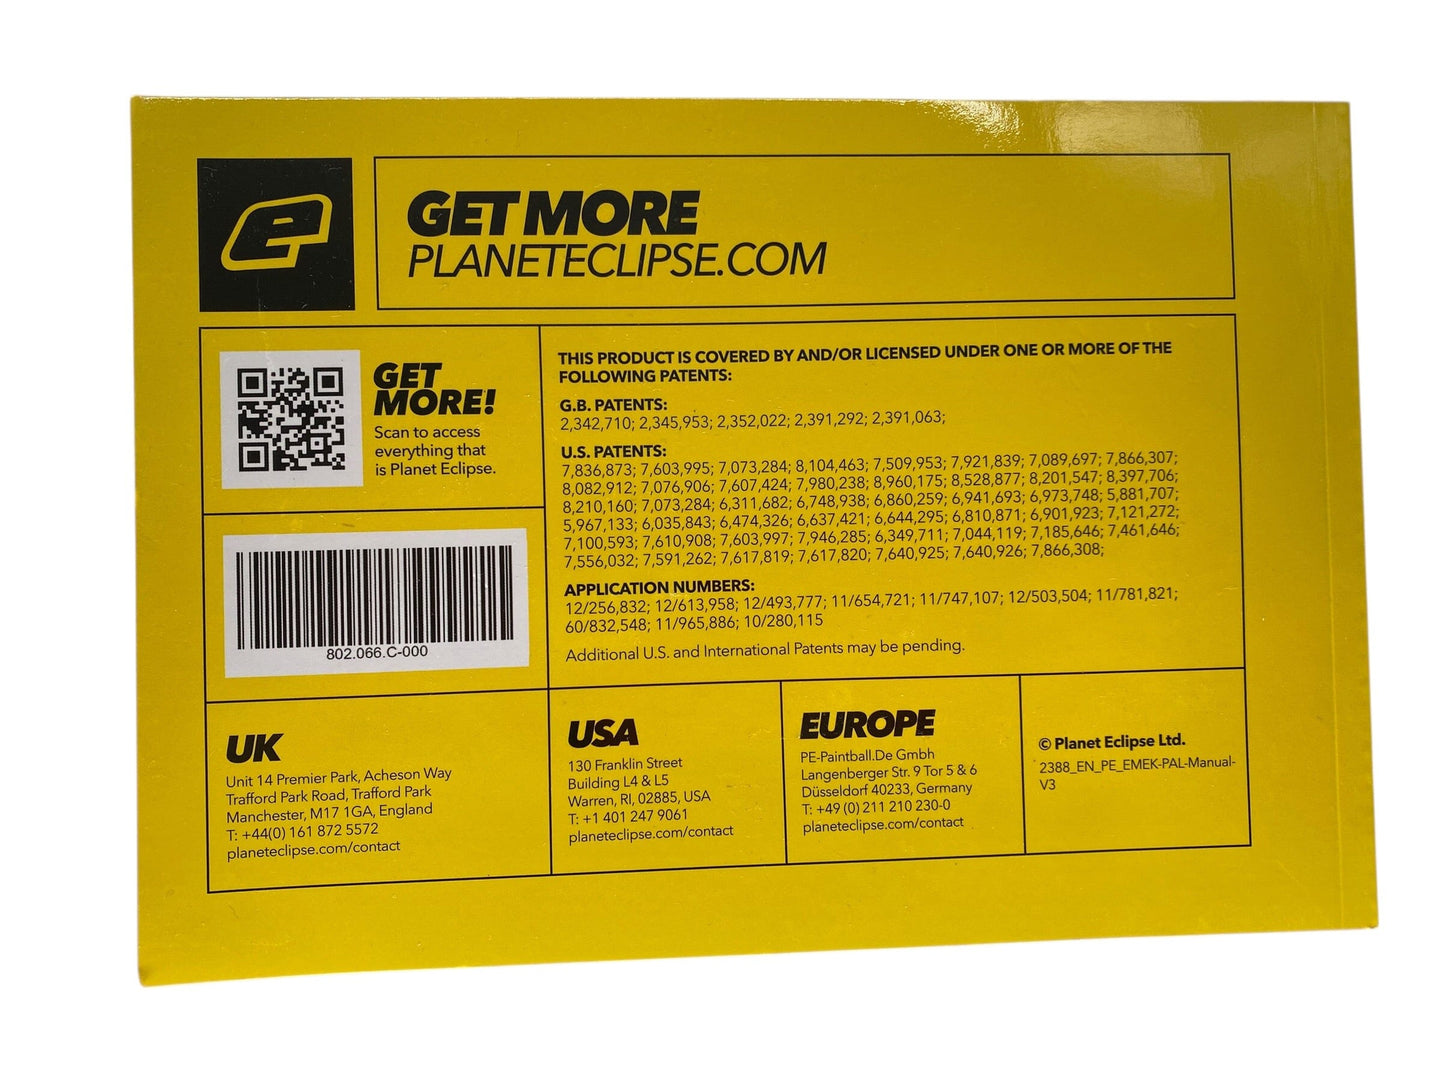 e
GET MORE
PLANETECLIPSE.COM
GET
MORE!
Scan to access
everything that
is Planet Eclipse.
802.066.C-000
THIS PRODUCT IS COVERED BY AND/OR LICENSED UNDER ONE OR MORE OF THE
FOLLOWING PATENTS:
G.B. PATENTS:
2,342,710; 2,345,953; 2,352,022; 2,391,292; 2,391,063;
U.S. PATENTS:
7,836,873; 7,603,995; 7,073,284; 8,104,463; 7,509,953; 7,921,839; 7,089,697; 7,866,307;
8,082,912; 7,076,906; 7,607,424; 7,980,238; 8,960,175; 8,528,877; 8,201,547; 8,397,706;
8,210,160; 7,073,284; 6,311,682; 6,748,938; 6,860,259; 6,941,693; 6,973,748; 5,881,707;
5,967,133; 6,035,843; 6,474,326; 6,637,421; 6,644,295; 6,810,871; 6,901,923; 7,121,272;
7,100,593; 7,610,908; 7,603,997; 7,946,285; 6,349,711; 7,044,119; 7,185,646; 7,461,646;
7,556,032; 7,591,262; 7,617,819; 7,617,820; 7,640,925; 7,640,926; 7,866,308;
APPLICATION NUMBERS:
12/256,832; 12/613,958; 12/493,777; 11/654,721; 11/747,107; 12/503,504; 11/781,821;
60/832,548; 11/965,886; 10/280,115
Additional U.S. and International Patents may be pending.
UK
Unit 14 Premier Park, Acheson Way
Trafford Park Road, Trafford Park
Manchester, M17 1GA, England
T: +44(0) 161 872 5572
planeteclipse.com/contact
USA
130 Franklin Street
Building L4 & L5
Warren, RI, 02885, USA
T: +1 401 247 9061
planeteclipse.com/contact
EUROPE
PE-Paintball.De Gmbh
Langenberger Str. 9 Tor 5 & 6
Düsseldorf 40233, Germany
T: +49 (0) 211 210 230-0
planeteclipse.com/contact
© Planet Eclipse Ltd.
2388_EN_PE_EMEK-PAL-Manual-
V3